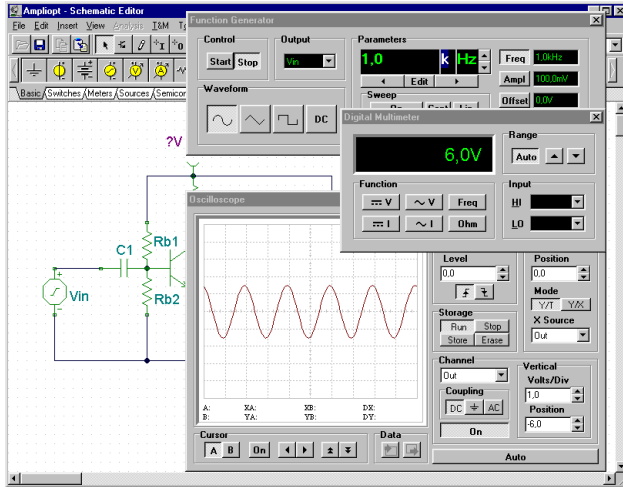 Ampliopt - Schematic Editor
File Edit Insert View Analysis I&M T
Basic Switches Meters Sources Semicor
?V
Rb1
C1
Rb2
Vin
+
−
Function Generator
Control
Start Stop
Output
Vin
Parameters
1,0 k Hz
Edit
Sweep
Freq 1,0kHz
Ampl 100,0mV
Offset 0,0V
Waveform
DC
Digital Multimeter
6,0V
Range
Auto
Function
V V Freq
I I Ohm
Input
HI
LO
Oscilloscope
A: XA: XB: DX:
B: YA: YB: DY:
Cursor
A B On
Data
Level
0,0
Position
0,0
Mode
Y/T Y/X
X Source
Out
Storage
Run Stop
Store Erase
Channel
Out
Coupling
DC AC
On
Vertical
Volts/Div
1,0
Position
-6,0
Auto